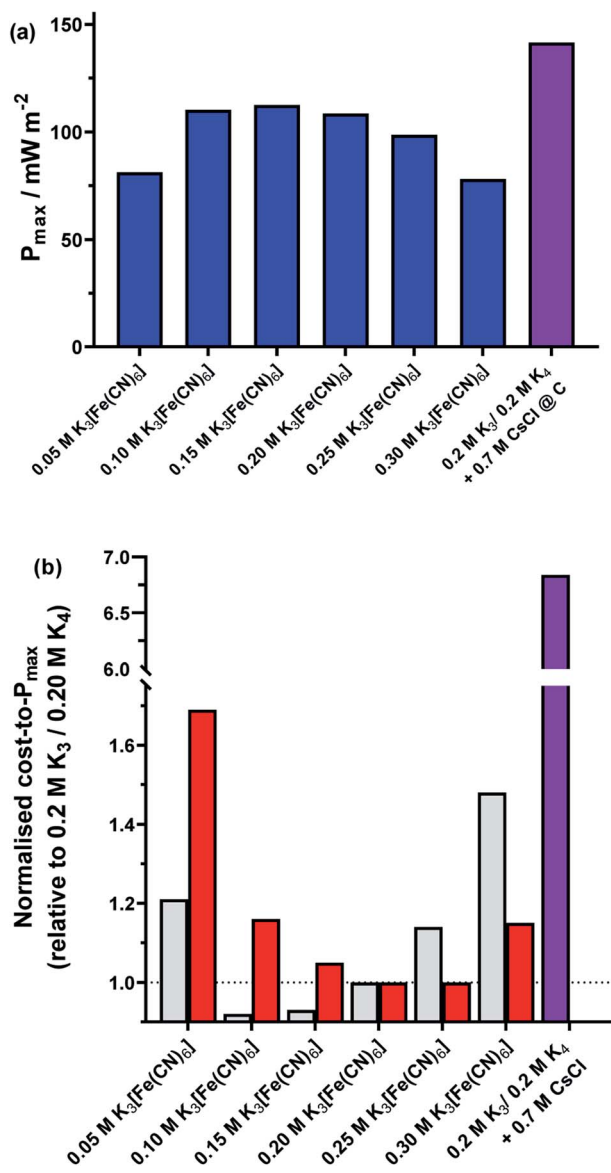 (a)
P_max / mW m⁻²
150
100
50
0
0.05 M K₃[Fe(CN)₆]
0.10 M K₃[Fe(CN)₆]
0.15 M K₃[Fe(CN)₆]
0.20 M K₃[Fe(CN)₆]
0.25 M K₃[Fe(CN)₆]
0.30 M K₃[Fe(CN)₆]
0.2 M K₃/ 0.2 M K₄
+ 0.7 M CsCl @ C
(b)
Normalised cost-to-P_max
(relative to 0.2 M K₃ / 0.20 M K₄)
7.0
6.5
6.0
1.6
1.4
1.2
1.0
0.05 M K₃[Fe(CN)₆]
0.10 M K₃[Fe(CN)₆]
0.15 M K₃[Fe(CN)₆]
0.20 M K₃[Fe(CN)₆]
0.25 M K₃[Fe(CN)₆]
0.30 M K₃[Fe(CN)₆]
0.2 M K₃/ 0.2 M K₄
+ 0.7 M CsCl